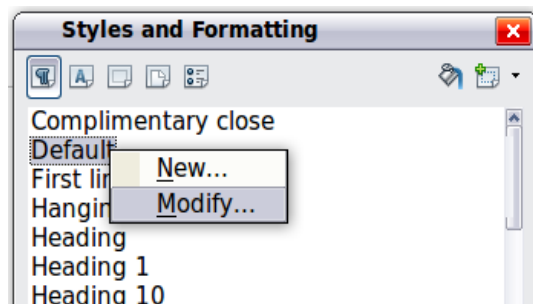 Styles and Formatting
Complimentary close
Default
New...
First lin
Modify...
Hangin
Heading
Heading 1
Heading 10